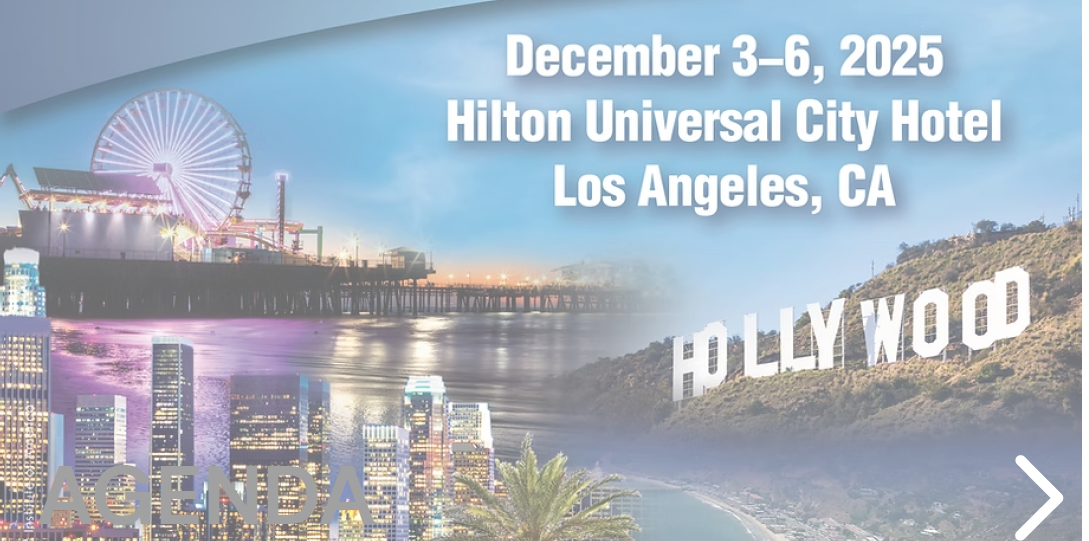 December 3–6, 2025
Hilton Universal City Hotel
Los Angeles, CA
HOLLYWOOD
AGENDA